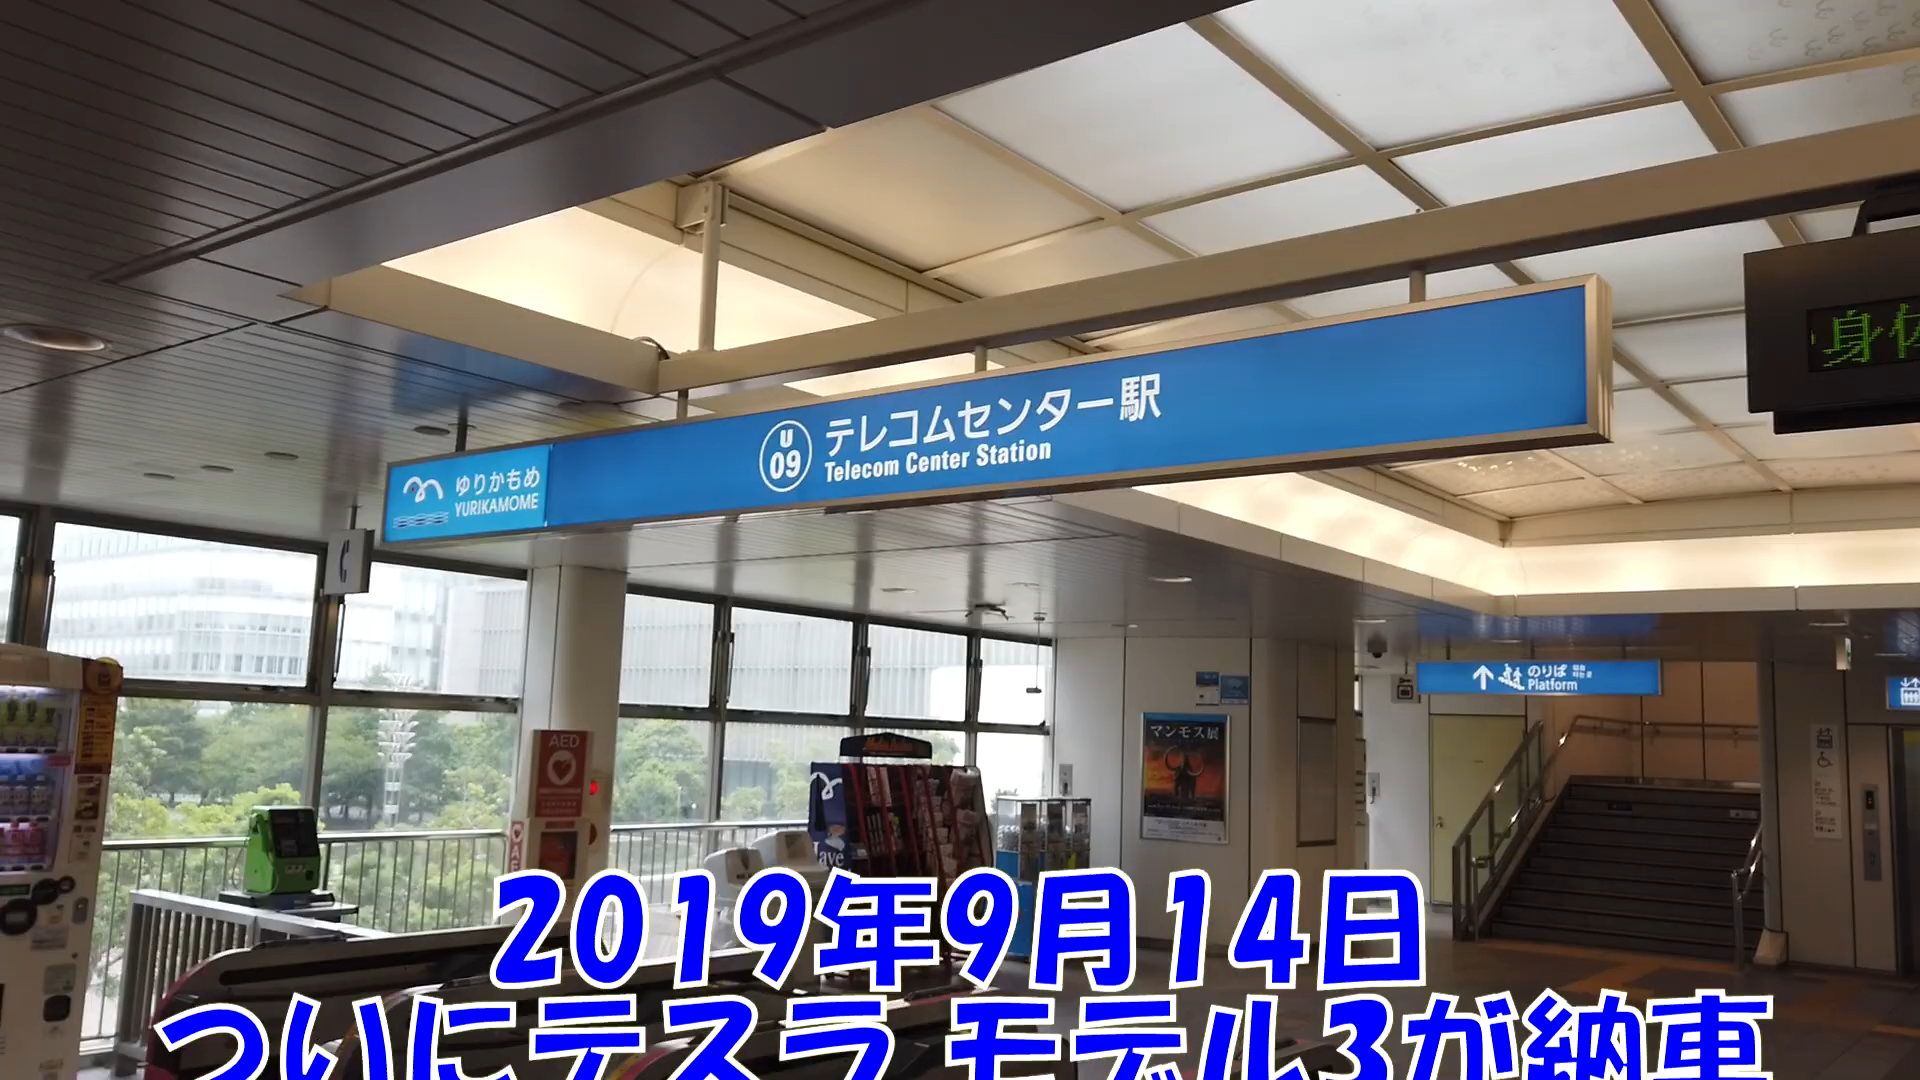 身体
U
09
テレコムセンター駅
Telecom Center Station
ゆりかもめ
YURIKAMOME
のりば
Platform
マンモス展
AED
2019年9月14日
ついにテスラ モデル3が納車